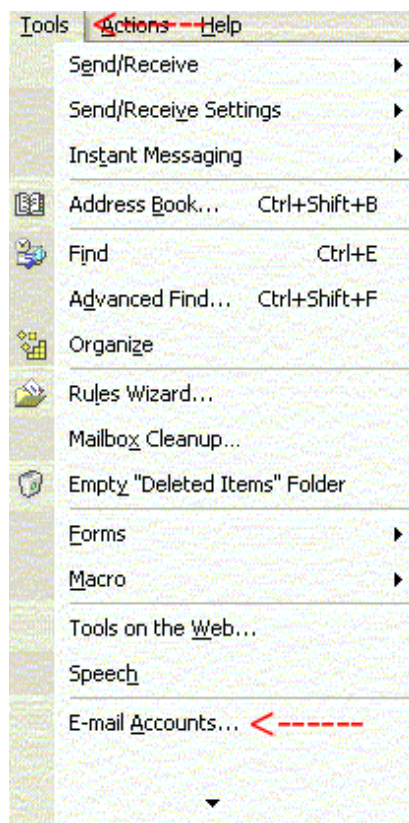 Tools Actions Help
Send/Receive
Send/Receive Settings
Instant Messaging
Address Book... Ctrl+Shift+B
Find Ctrl+E
Advanced Find... Ctrl+Shift+F
Organize
Rules Wizard...
Mailbox Cleanup...
Empty "Deleted Items" Folder
Forms
Macro
Tools on the Web...
Speech
E-mail Accounts...